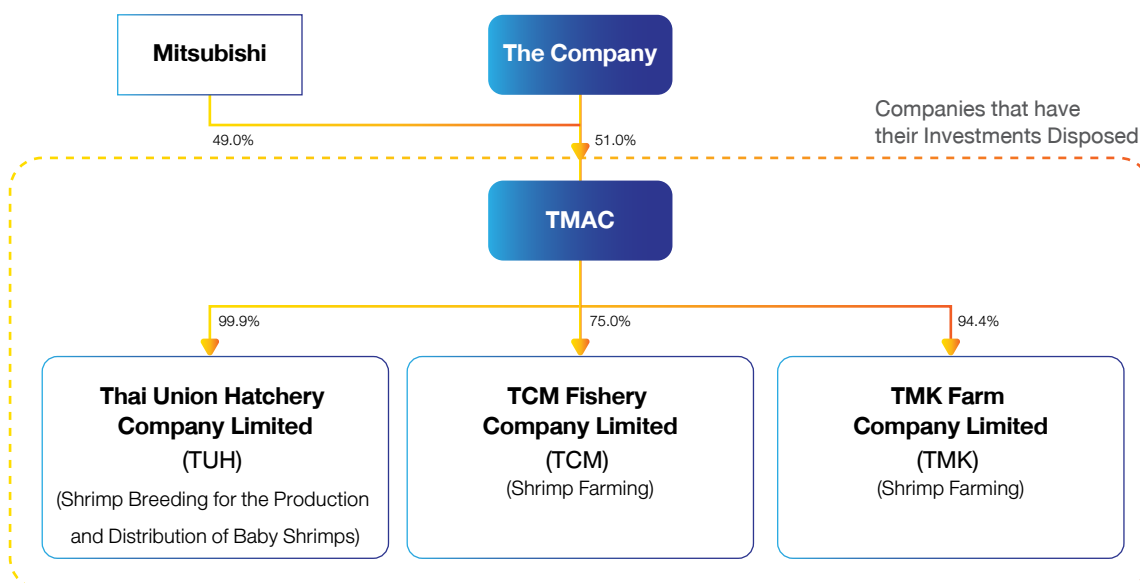 Mitsubishi
The Company
Companies that have
their Investments Disposed
49.0%
51.0%
TMAC
99.9%
75.0%
94.4%
Thai Union Hatchery
Company Limited
(TUH)
(Shrimp Breeding for the Production
and Distribution of Baby Shrimps)
TCM Fishery
Company Limited
(TCM)
(Shrimp Farming)
TMK Farm
Company Limited
(TMK)
(Shrimp Farming)